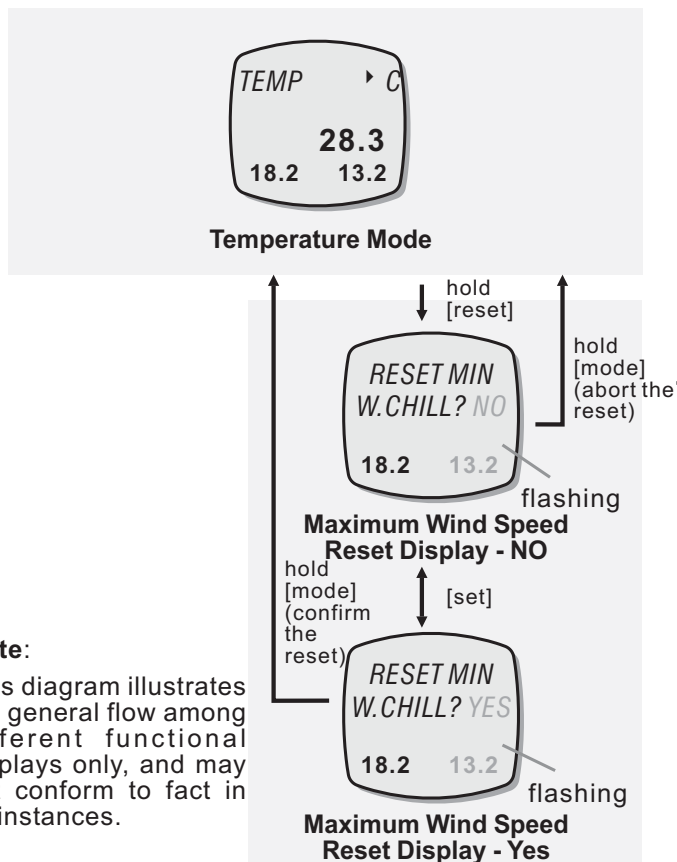 TEMP C
28.3
18.2 13.2
Temperature Mode
hold
[reset]
hold
[mode]
(abort the
reset)
RESET MIN
W.CHILL? NO
18.2 13.2
flashing
Maximum Wind Speed
Reset Display - NO
hold
[mode]
(confirm
the
reset)
[set]
RESET MIN
W.CHILL? YES
18.2 13.2
flashing
Maximum Wind Speed
Reset Display - Yes
te:
s diagram illustrates
general flow among
ferent functional
plays only, and may
conform to fact in
instances.